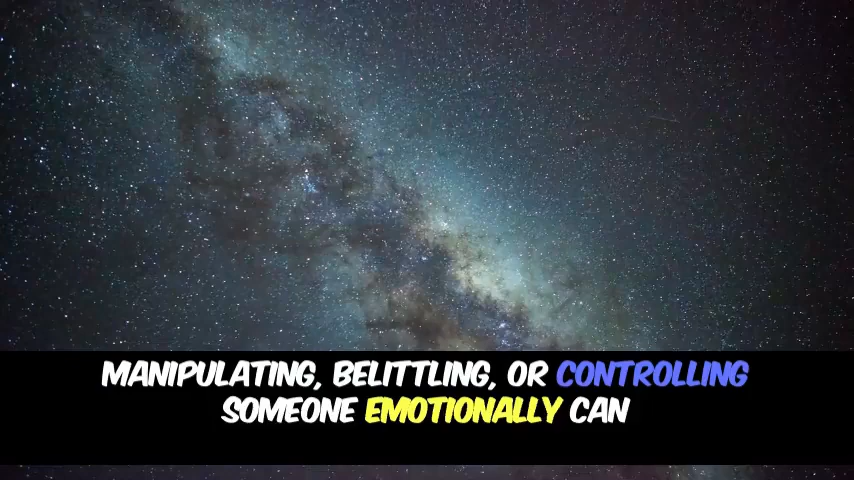 MANIPULATING, BELITTLING, OR CONTROLLING
SOMEONE EMOTIONALLY CAN